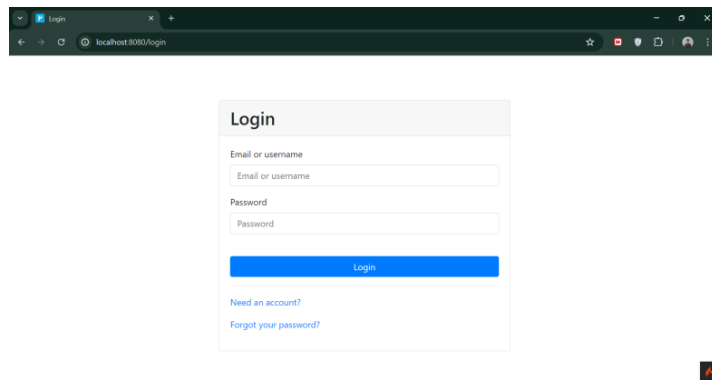 Login
localhost:8080/login
Login
Email or username
Email or username
Password
Password
Login
Need an account?
Forgot your password?